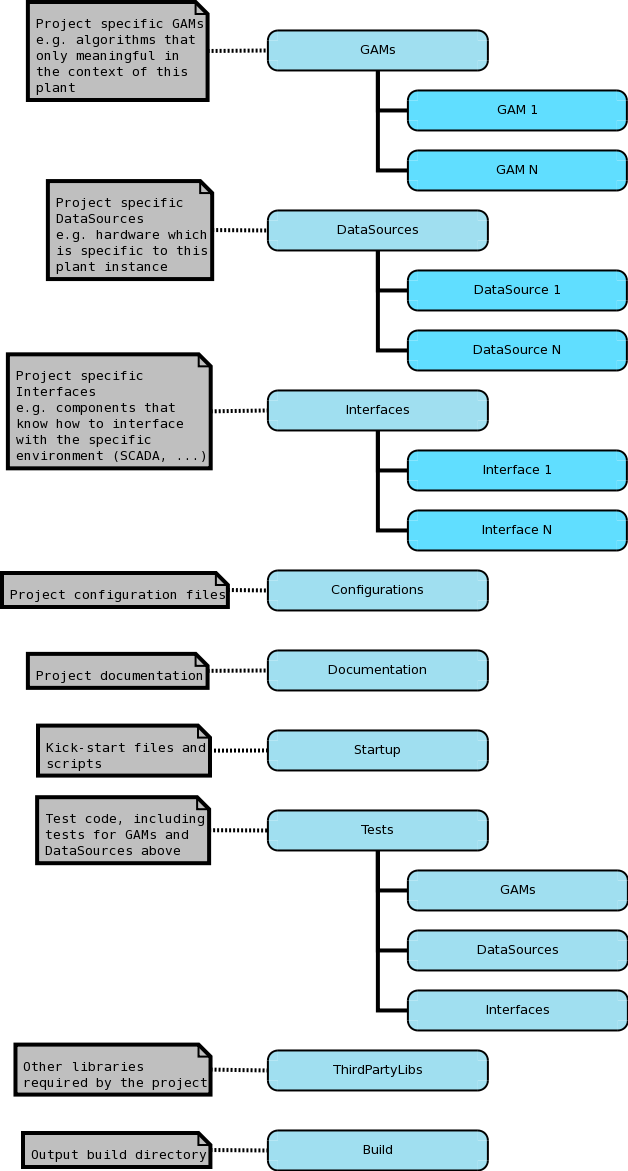 Project specific GAMs
e.g. algorithms that
only meaningful in
the context of this
plant
GAMs
GAM 1
GAM N
Project specific
DataSources
e.g. hardware which
is specific to this
plant instance
DataSources
DataSource 1
DataSource N
Project specific
Interfaces
e.g. components that
know how to interface
with the specific
environment (SCADA, ...)
Interfaces
Interface 1
Interface N
Project configuration files
Configurations
Project documentation
Documentation
Kick-start files and
scripts
Startup
Test code, including
tests for GAMs and
DataSources above
Tests
GAMs
DataSources
Interfaces
Other libraries
required by the project
ThirdPartyLibs
Output build directory
Build